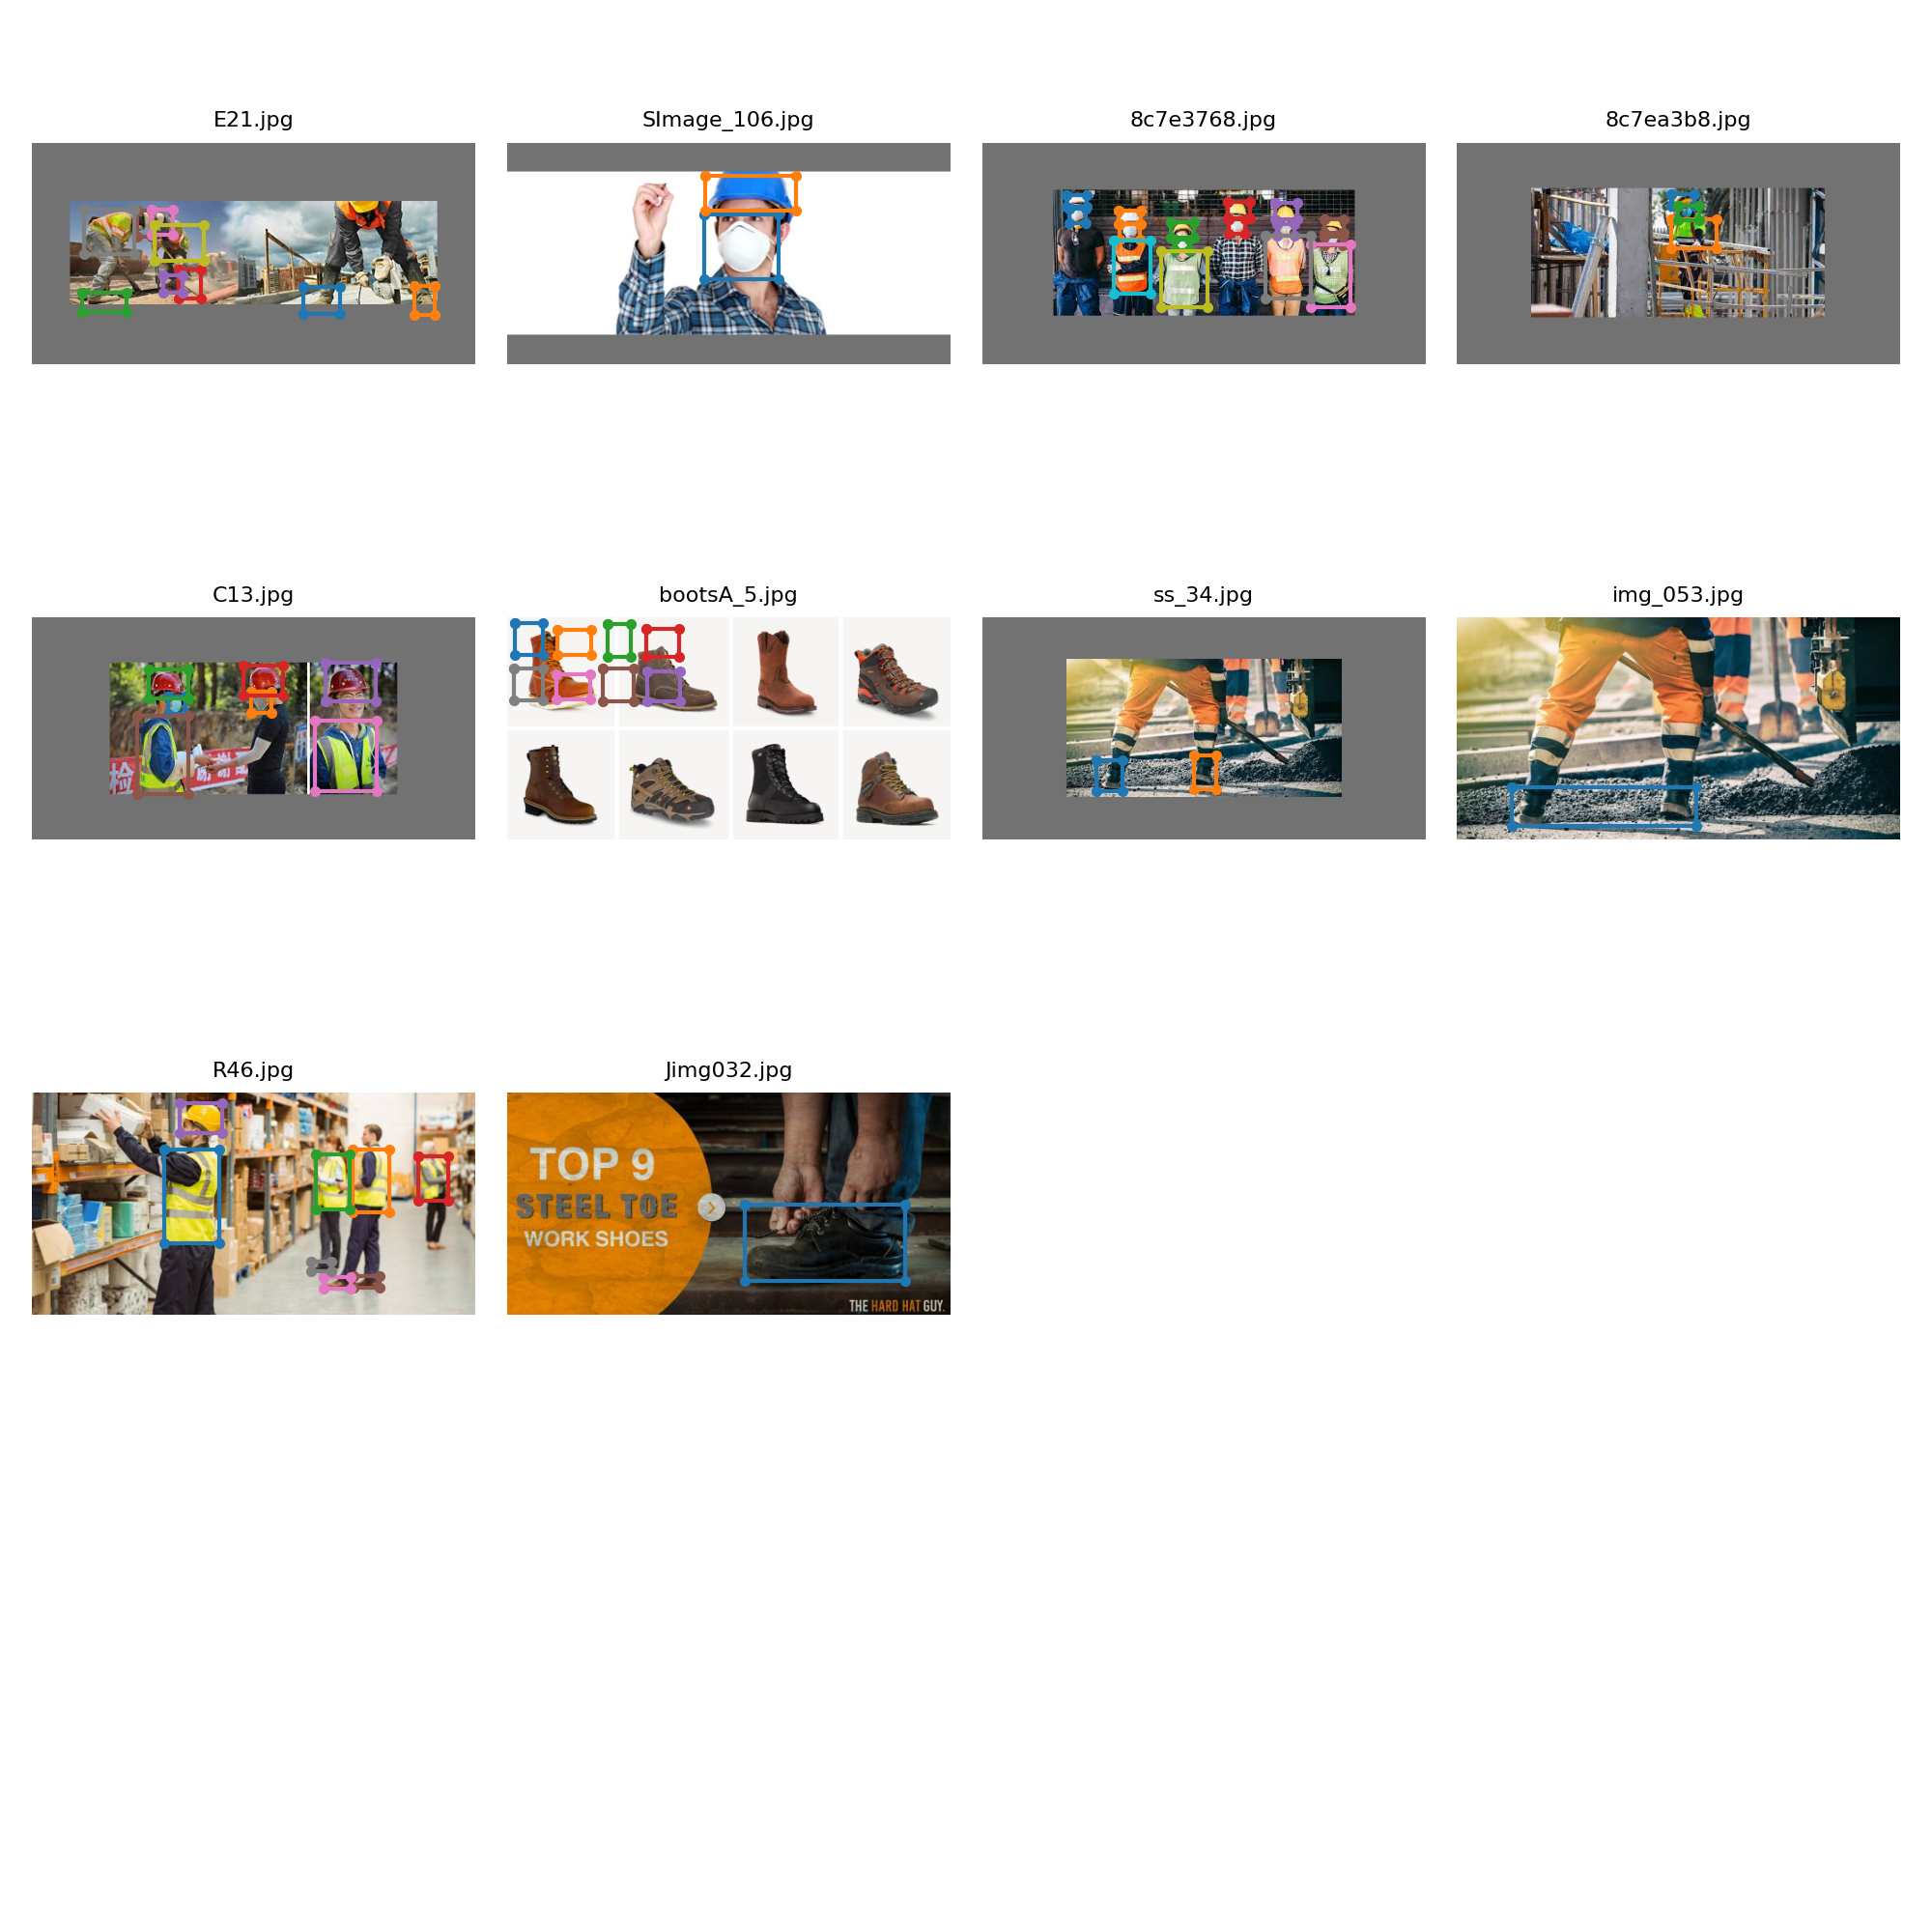 E21.jpg
SImage_106.jpg
8c7e3768.jpg
8c7ea3b8.jpg
C13.jpg
bootsA_5.jpg
ss_34.jpg
img_053.jpg
R46.jpg
Jimg032.jpg
TOP 9
STEEL TOE
WORK SHOES
THE HARD HAT GUY.